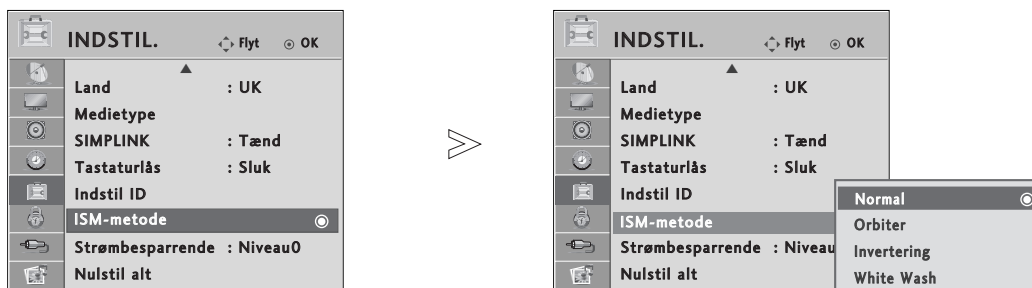 INDSTIL. Flyt OK
Land : UK
Medietype
SIMPLINK : Tænd
Tastaturlås : Sluk
Indstil ID
ISM-metode
Strømbesparrende : Niveau0
Nulstil alt
INDSTIL. Flyt OK
Land : UK
Medietype
SIMPLINK : Tænd
Tastaturlås : Sluk
Indstil ID
ISM-metode
Strømbesparrende : Niveau
Nulstil alt
Normal
Orbiter
Invertering
White Wash